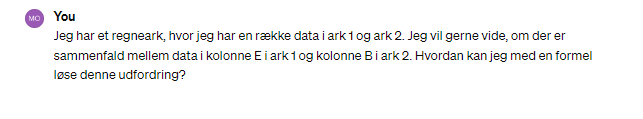 MO You
Jeg har et regneark, hvor jeg har en række data i ark 1 og ark 2. Jeg vil gerne vide, om der er
sammenfald mellem data i kolonne E i ark 1 og kolonne B i ark 2. Hvordan kan jeg med en formel
løse denne udfordring?